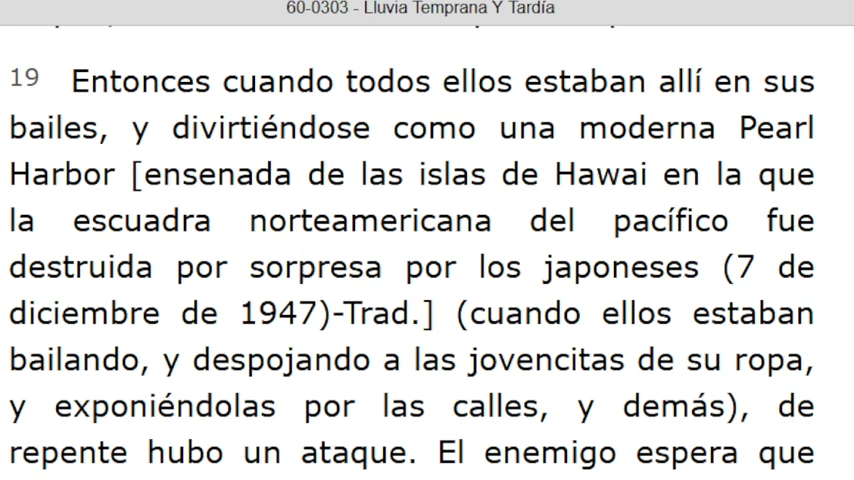 60-0303 - Lluvia Temprana Y Tardía
19 Entonces cuando todos ellos estaban allí en sus
bailes, y divirtiéndose como una moderna Pearl
Harbor [ensenada de las islas de Hawai en la que
la escuadra norteamericana del pacífico fue
destruida por sorpresa por los japoneses (7 de
diciembre de 1947)-Trad.] (cuando ellos estaban
bailando, y despojando a las jovencitas de su ropa,
y exponiéndolas por las calles, y demás), de
repente hubo un ataque. El enemigo espera que